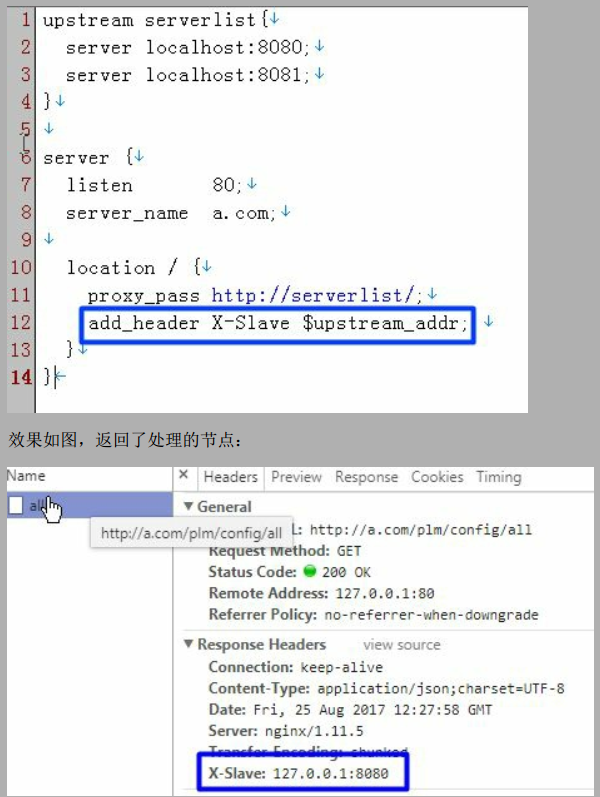 1 upstream serverlist{↓
2 server localhost:8080;↓
3 server localhost:8081;↓
4 }↓
5 ↓
6 server {↓
7 listen 80;↓
8 server_name a.com;↓
9 ↓
10 location / {↓
11 proxy_pass http://serverlist/;↓
12 add_header X-Slave $upstream_addr; ↓
13 }↓
14 }←
效果如图，返回了处理的节点：
Name × Headers Preview Response Cookies Timing
▼ General
http://a.com/plm/config/all
L: http://a.com/plm/config/all
Request Method: GET
Status Code: 200 OK
Remote Address: 127.0.0.1:80
Referrer Policy: no-referrer-when-downgrade
▼ Response Headers view source
Connection: keep-alive
Content-Type: application/json;charset=UTF-8
Date: Fri, 25 Aug 2017 12:27:58 GMT
Server: nginx/1.11.5
Transfer-Encoding: chunked
X-Slave: 127.0.0.1:8080